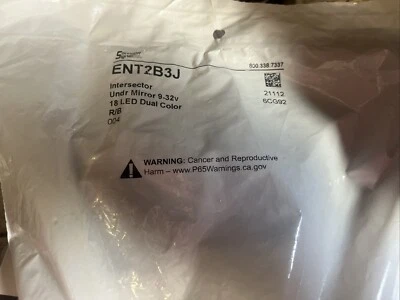 800.338.7337
ENT2B3J
Intersector
Undr Mirror 9-32v
18 LED Dual Color
R/B
004
21112
6CG92
WARNING: Cancer and Reproductive
Harm – www.P65Warnings.ca.gov